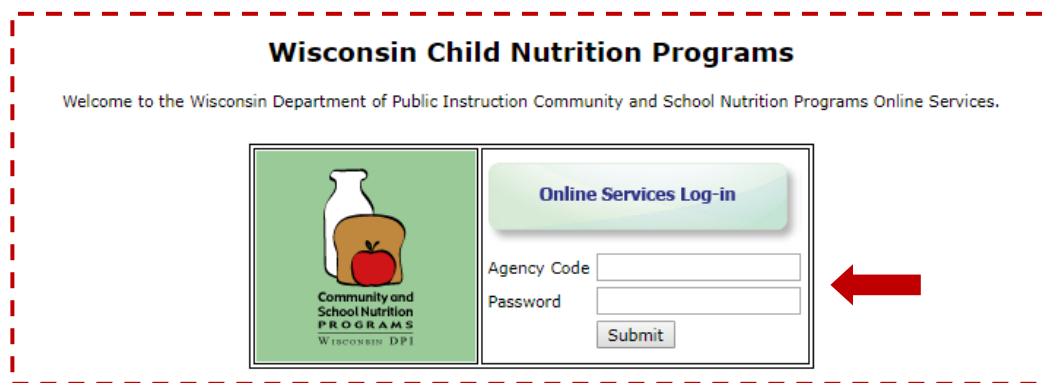 Wisconsin Child Nutrition Programs
Welcome to the Wisconsin Department of Public Instruction Community and School Nutrition Programs Online Services.
Community and
School Nutrition
PROGRAMS
WISCONSIN DPI
Online Services Log-in
Agency Code
Password
Submit